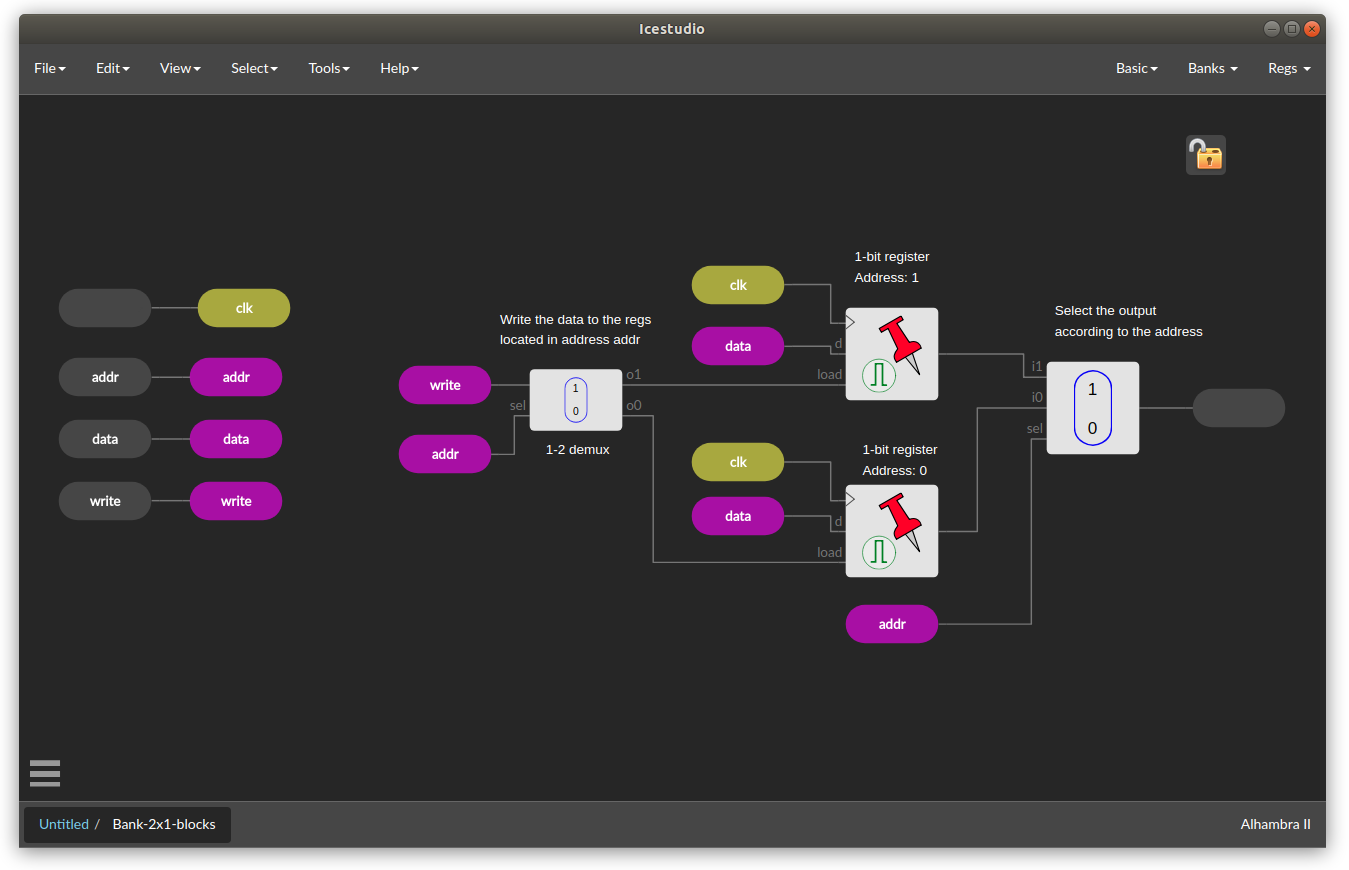 Icestudio
File Edit View Select Tools Help Basic Banks Regs
clk
addr addr
data data
write write
Write the data to the regs
located in address addr
write
addr
sel
1
0
o1
o0
1-2 demux
1-bit register
Address: 1
clk
data
d
load
1-bit register
Address: 0
clk
data
d
load
addr
Select the output
according to the address
i1
i0
sel
1
0
Untitled / Bank-2x1-blocks
Alhambra II